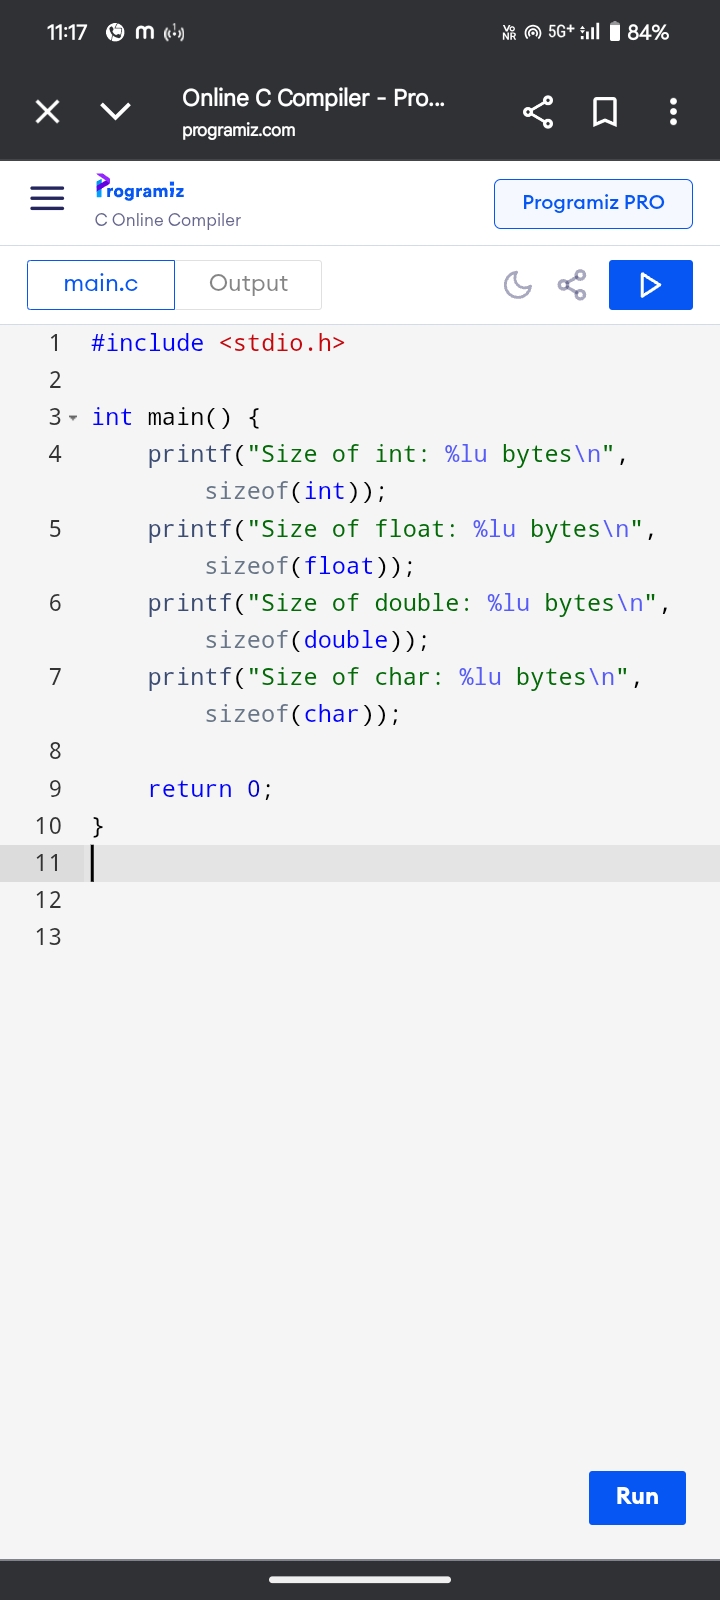 11:17 m VoNR 5G+ 84%
Online C Compiler - Pro...
programiz.com
Programiz
C Online Compiler
Programiz PRO
main.c Output
1 #include <stdio.h>
2
3 int main() {
4     printf("Size of int: %lu bytes\n",
        sizeof(int));
5     printf("Size of float: %lu bytes\n",
        sizeof(float));
6     printf("Size of double: %lu bytes\n",
        sizeof(double));
7     printf("Size of char: %lu bytes\n",
        sizeof(char));
8
9     return 0;
10 }
11
12
13
Run